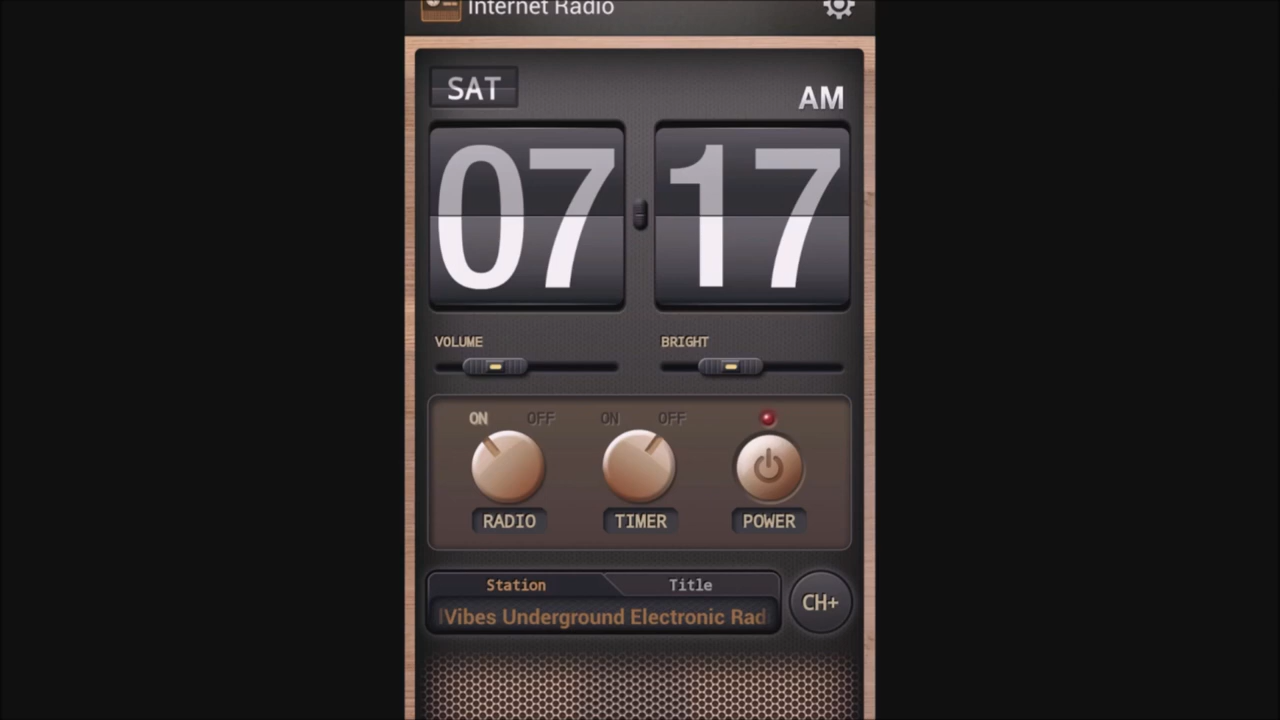 Internet Radio
SAT
AM
07 17
VOLUME
BRIGHT
ON OFF ON OFF
RADIO TIMER POWER
Station Title
Vibes Underground Electronic Rad
CH+